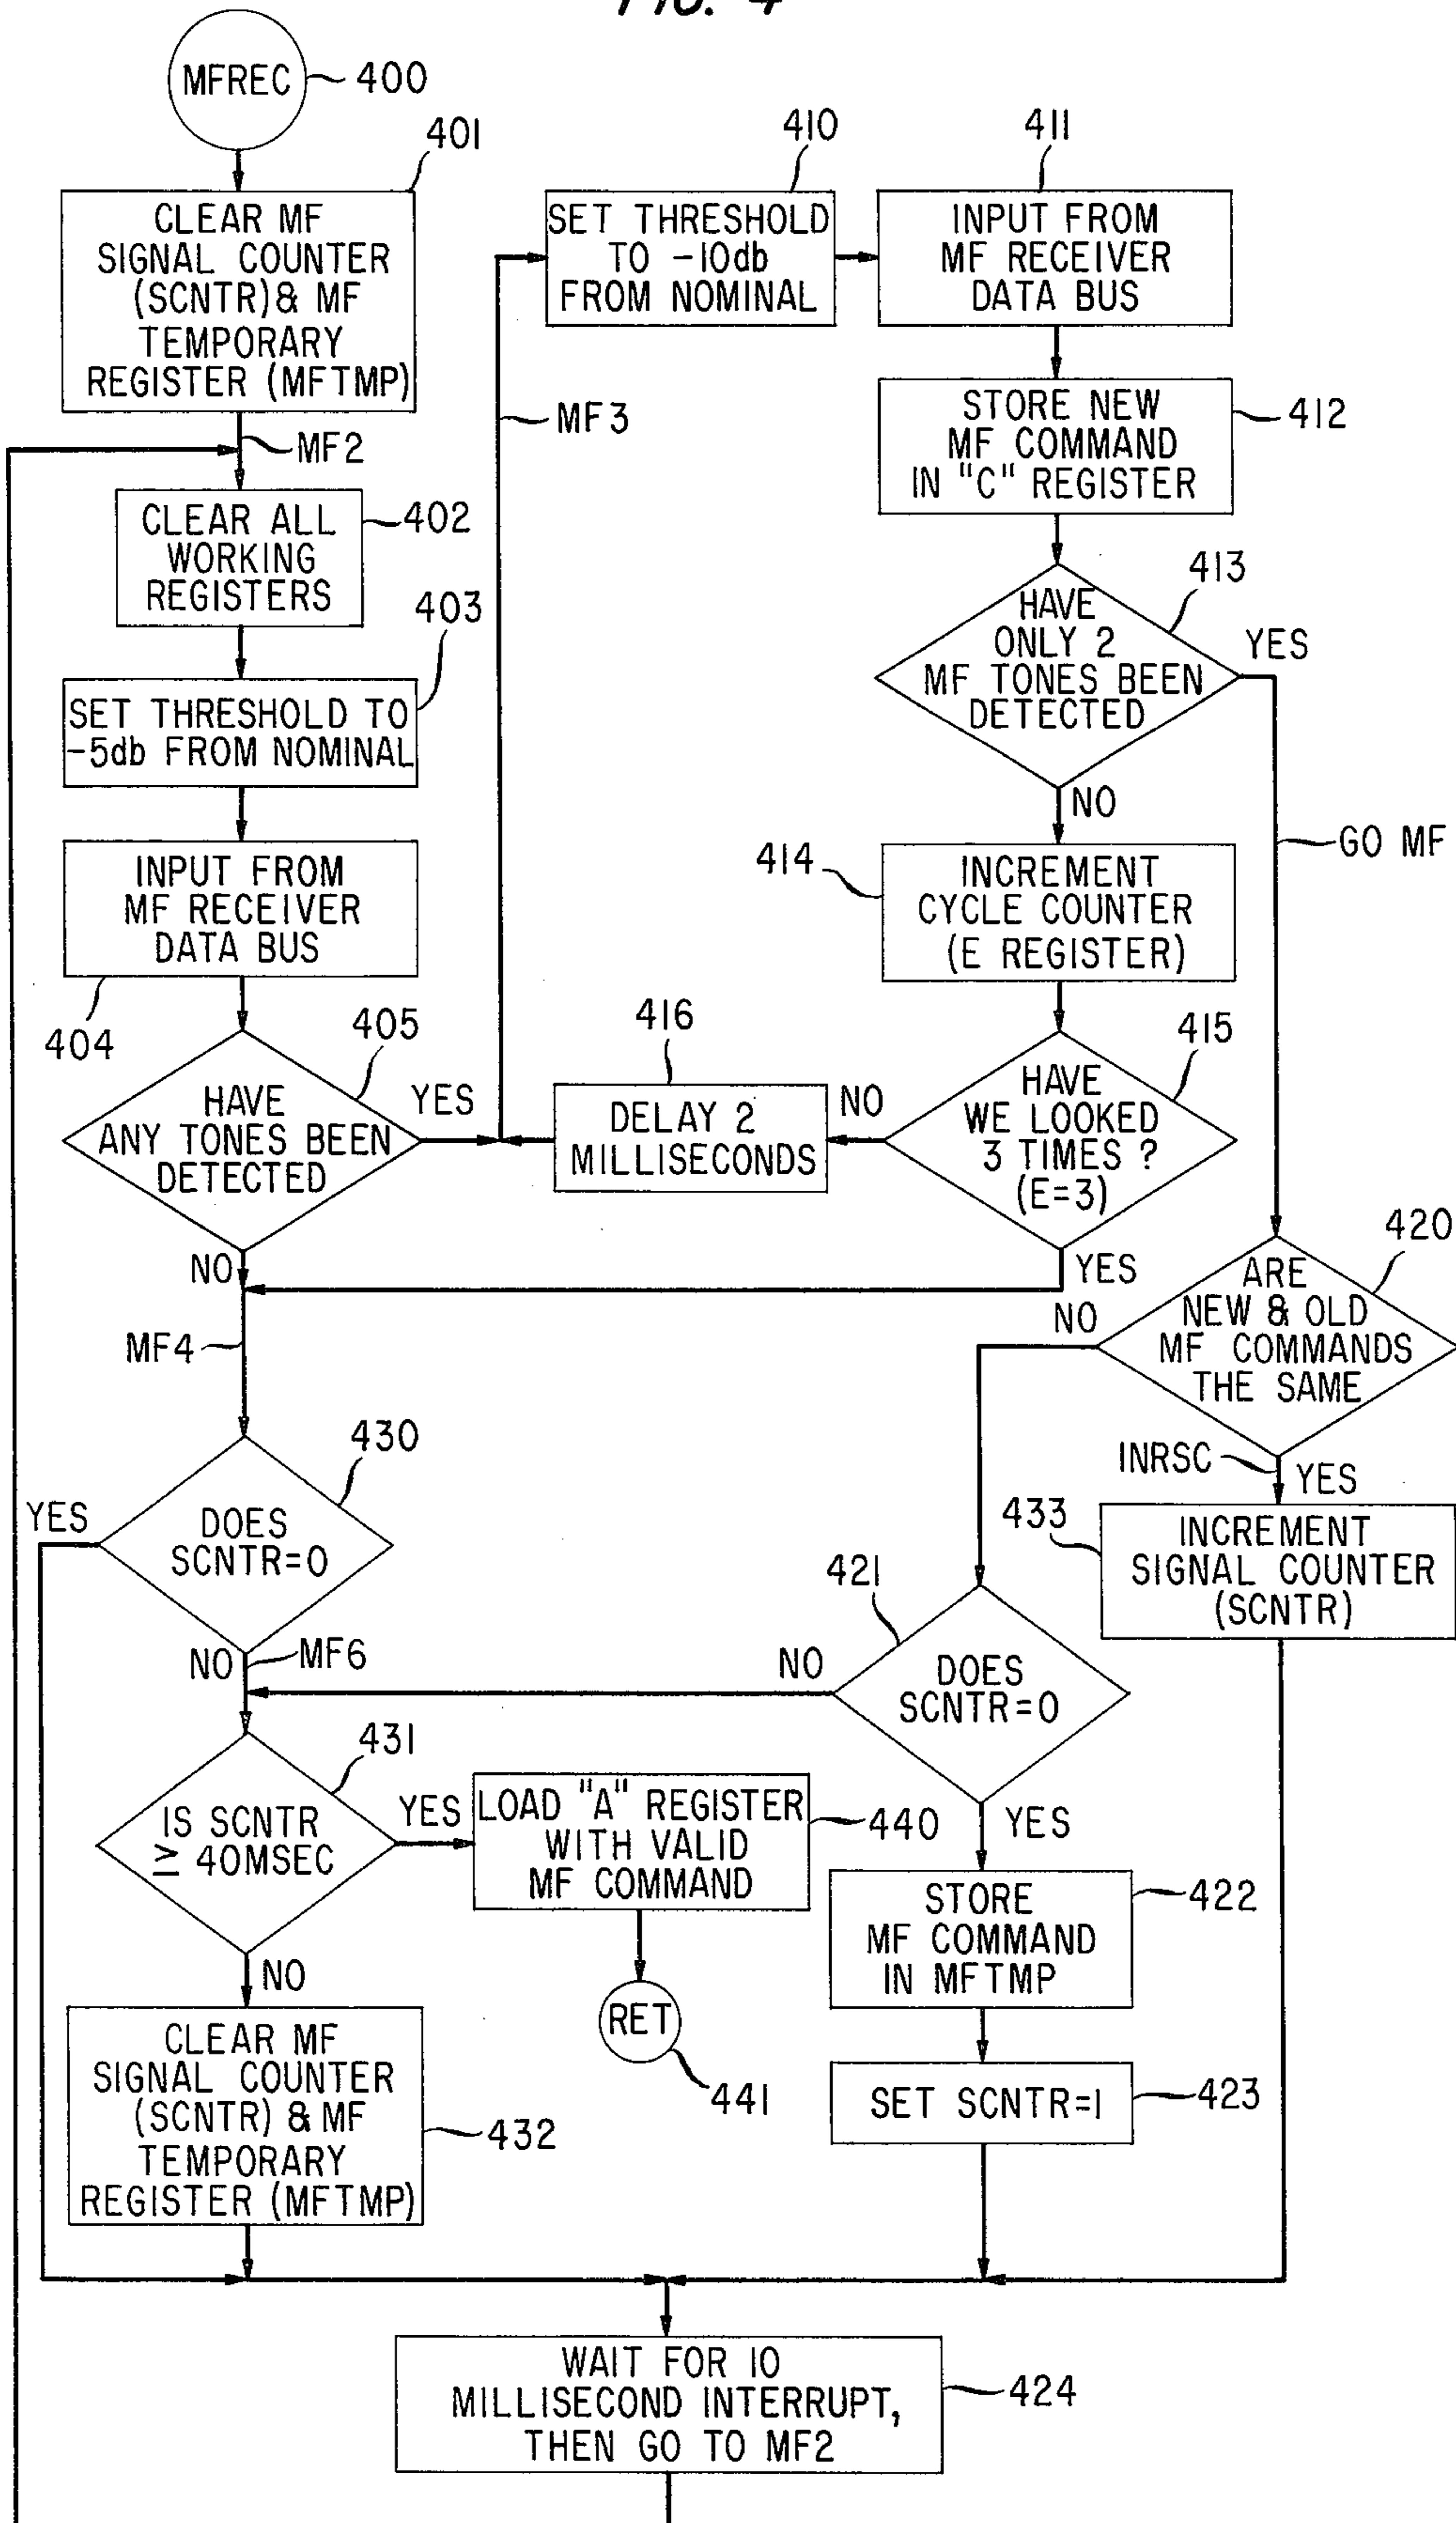 FIG. 4
MFREC
400
401
CLEAR MF
SIGNAL COUNTER
(SCNTR)& MF
TEMPORARY
REGISTER (MFTMP)
MF2
CLEAR ALL
WORKING
REGISTERS
402
403
SET THRESHOLD TO
-5db FROM NOMINAL
INPUT FROM
MF RECEIVER
DATA BUS
404
405
HAVE
ANY TONES BEEN
DETECTED
YES
NO
MF3
410
SET THRESHOLD
TO -10db
FROM NOMINAL
411
INPUT FROM
MF RECEIVER
DATA BUS
STORE NEW
MF COMMAND
IN "C" REGISTER
412
413
HAVE
ONLY 2
MF TONES BEEN
DETECTED
YES
NO
GO MF
414
INCREMENT
CYCLE COUNTER
(E REGISTER)
415
HAVE
WE LOOKED
3 TIMES ?
(E=3)
NO
YES
416
DELAY 2
MILLISECONDS
MF4
420
ARE
NEW & OLD
MF COMMANDS
THE SAME
NO
INRSC
YES
433
INCREMENT
SIGNAL COUNTER
(SCNTR)
430
DOES
SCNTR=0
YES
NO
MF6
421
DOES
SCNTR=0
NO
YES
431
IS SCNTR
≥ 40MSEC
YES
NO
LOAD "A" REGISTER
WITH VALID
MF COMMAND
440
RET
441
STORE
MF COMMAND
IN MFTMP
422
SET SCNTR=1
423
CLEAR MF
SIGNAL COUNTER
(SCNTR) & MF
TEMPORARY
REGISTER (MFTMP)
432
WAIT FOR 10
MILLISECOND INTERRUPT,
THEN GO TO MF2
424